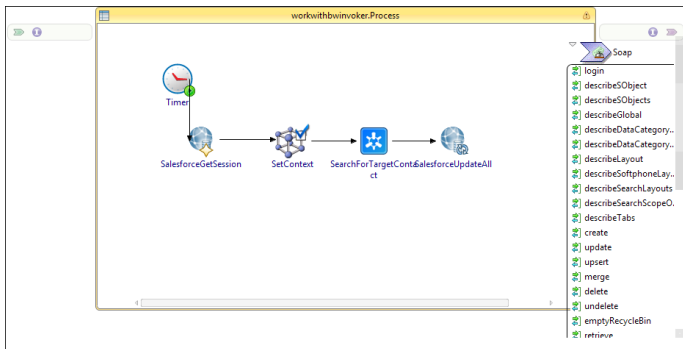 workwithbwinvoker.Process
Soap
login
describeSObject
describeSObjects
describeGlobal
describeDataCategory...
describeDataCategory...
describeLayout
describeSoftphoneLay...
describeSearchLayouts
describeSearchScopeO...
describeTabs
create
update
upsert
merge
delete
undelete
emptyRecycleBin
retrieve
Timer
SalesforceGetSession
SetContext
SearchForTargetConta
ct
SalesforceUpdateAll